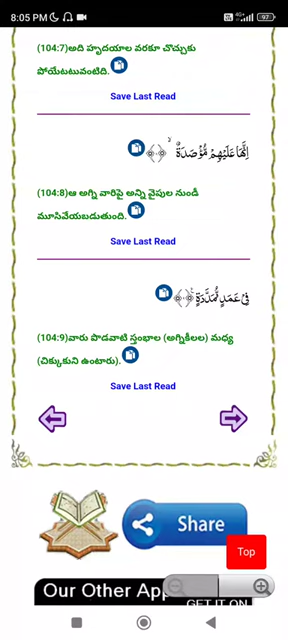 8:05 PM
97
(104:7)అది హృదయాల వరకూ చొచ్చుకు
పోయేటటువంటిది.
Save Last Read
اِنَّهَا عَلَيْهِمْ مُّؤْصَدَةٌ ۙ
(104:8)ఆ అగ్ని వారిపై అన్ని వైపుల నుండీ
మూసివేయబడుతుంది.
Save Last Read
فِىْ عَمَدٍ مُّمَدَّدَةٍ
(104:9)వారు పొడవాటి స్తంభాల (అగ్నికీలల) మధ్య
(చిక్కుకుని ఉంటారు).
Save Last Read
Share
Top
Our Other App
GET IT ON